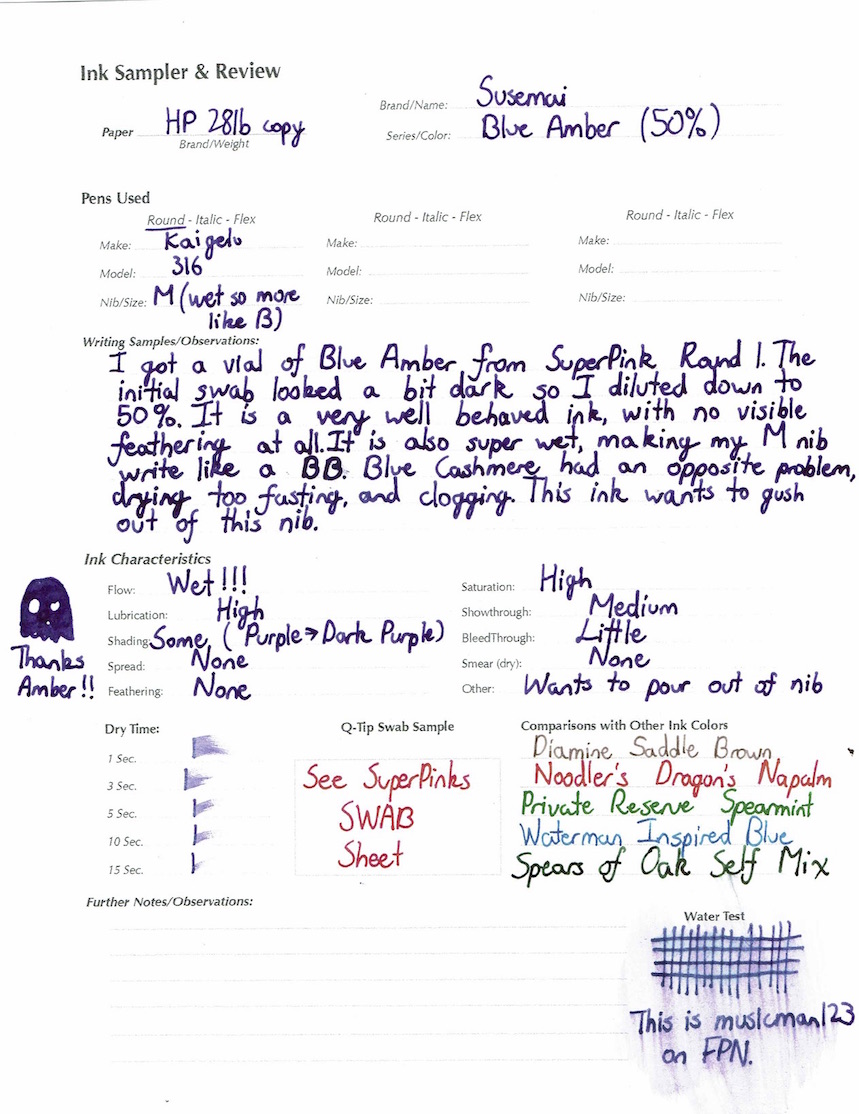 Ink Sampler & Review
Brand/Name: Susemai
Paper HP 28lb copy
Brand/Weight
Series/Color: Blue Amber (50%)
Pens Used
Round - Italic - Flex
Make: Kaigelu
Model: 316
Nib/Size: M (wet so more
like B)
Round - Italic - Flex
Make:
Model:
Nib/Size:
Round - Italic - Flex
Make:
Model:
Nib/Size:
Writing Samples/Observations:
I got a vial of Blue Amber from SuperPink Round 1. The
initial swab looked a bit dark so I diluted down to
50%. It is a very well behaved ink, with no visible
feathering at all. It is also super wet, making my M nib
write like a BB. Blue Cashmere had an opposite problem,
drying too fasting, and clogging. This ink wants to gush
out of this nib.
Ink Characteristics
Flow: Wet!!!
Lubrication: High
Shading: Some (Purple→Dark Purple)
Spread: None
Feathering: None
Thanks
Amber!!
Saturation: High
Showthrough: Medium
BleedThrough: Little
Smear (dry): None
Other: Wants to pour out of nib
Dry Time:
1 Sec.
3 Sec.
5 Sec.
10 Sec.
15 Sec.
Q-Tip Swab Sample
See SuperPinks
SWAB
Sheet
Comparisons with Other Ink Colors
Diamine Saddle Brown
Noodler's Dragon's Napalm
Private Reserve Spearmint
Waterman Inspired Blue
Spears of Oak Self Mix
Further Notes/Observations:
Water Test
This is musicman123
on FPN.